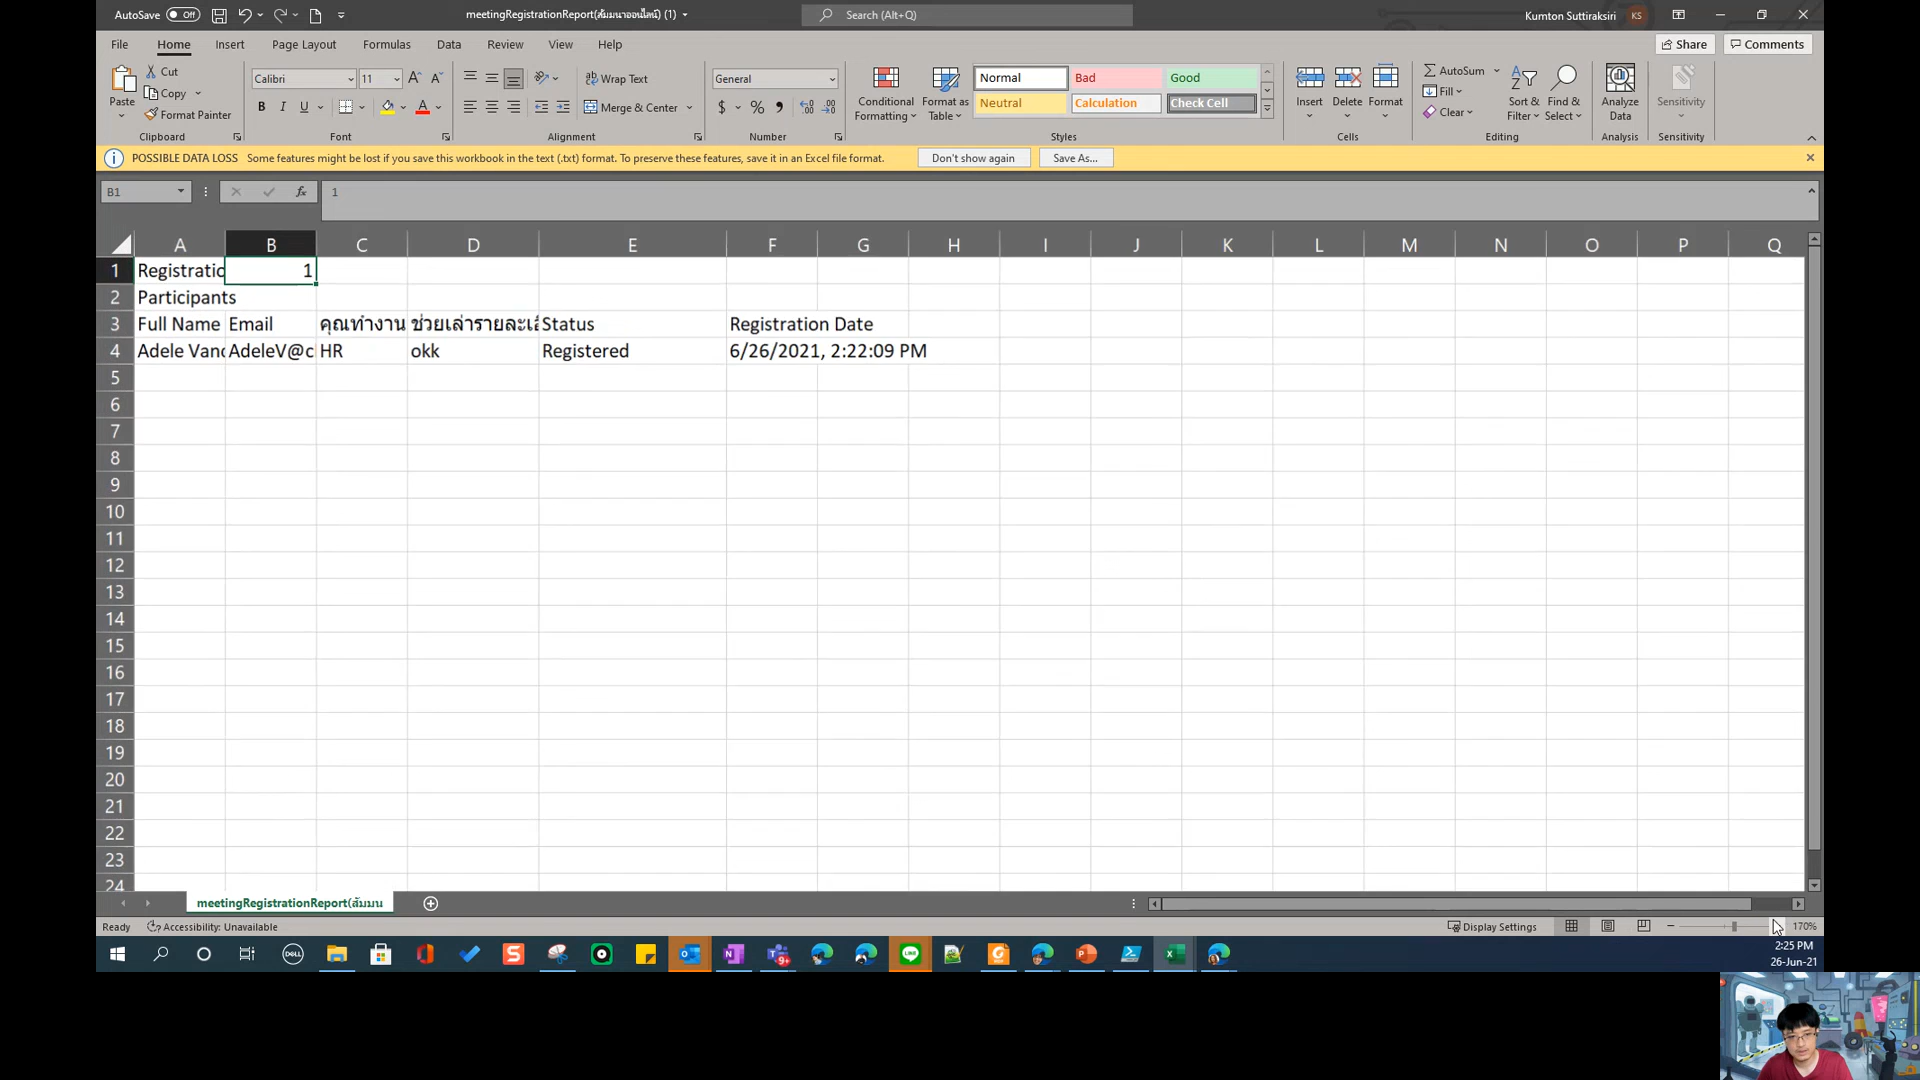 AutoSave Off meetingRegistrationReport(สัมมนาออนไลน์) (1) Search (Alt+Q) Kumton Suttiraksiri KS
File Home Insert Page Layout Formulas Data Review View Help Share Comments
Paste Cut Copy Format Painter Clipboard
Calibri 11 B I U A Font
Wrap Text Merge & Center Alignment
General $ % , Number
Conditional Formatting Format as Table Normal Bad Good Neutral Calculation Check Cell Styles
Insert Delete Format Cells
AutoSum Fill Clear Sort & Filter Find & Select Editing
Analyze Data Analysis Sensitivity Sensitivity
POSSIBLE DATA LOSS Some features might be lost if you save this workbook in the text (.txt) format. To preserve these features, save it in an Excel file format. Don't show again Save As...
B1 fx 1
A B C D E F G H I J K L M N O P Q
1 Registratio 1
2 Participants
3 Full Name Email คุณทำงาน ช่วยเล่ารายละเอี Status Registration Date
4 Adele Vanc AdeleV@c HR okk Registered 6/26/2021, 2:22:09 PM
5
6
7
8
9
10
11
12
13
14
15
16
17
18
19
20
21
22
23
24
meetingRegistrationReport(สัมมน
Ready Accessibility: Unavailable Display Settings 170%
DELL 9+ LINE 2:25 PM
26-Jun-21